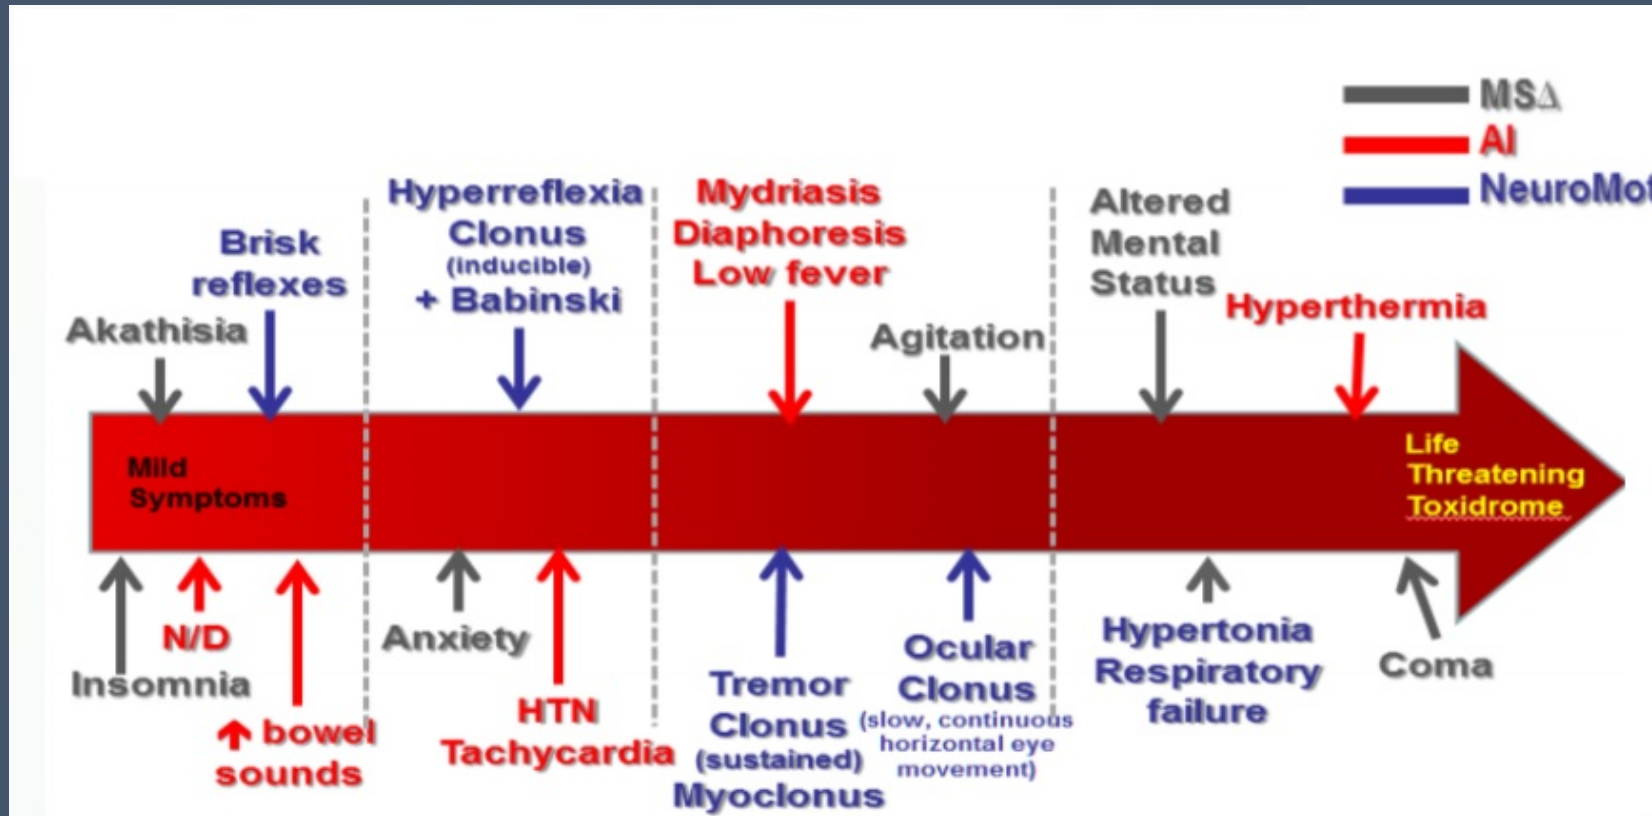 MSΔ
AI
NeuroMot
Akathisia
Brisk
reflexes
Hyperreflexia
Clonus
(inducible)
+ Babinski
Mydriasis
Diaphoresis
Low fever
Agitation
Altered
Mental
Status
Hyperthermia
Mild
Symptoms
Life
Threatening
Toxidrome
Insomnia
N/D
↑ bowel
sounds
Anxiety
HTN
Tachycardia
Tremor
Clonus
(sustained)
Myoclonus
Ocular
Clonus
(slow, continuous
horizontal eye
movement)
Hypertonia
Respiratory
failure
Coma